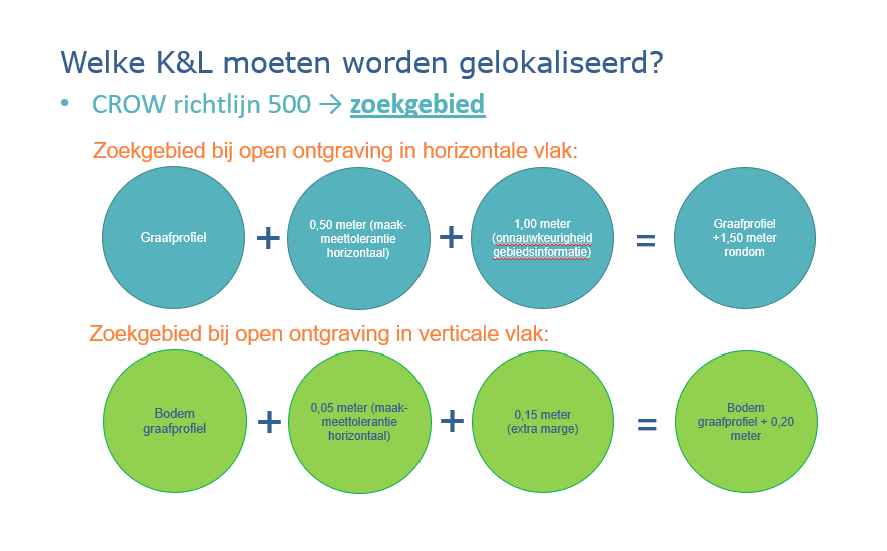 Welke K&L moeten worden gelokaliseerd?
• CROW richtlijn 500 → zoekgebied
Zoekgebied bij open ontgraving in horizontale vlak:
Graafprofiel
+
0,50 meter (maak-
meettolerantie
horizontaal)
+
1,00 meter
(onnauwkeurigheid
gebiedsinformatie)
=
Graafprofiel
+1,50 meter
rondom
Zoekgebied bij open ontgraving in verticale vlak:
Bodem
graafprofiel
+
0,05 meter (maak-
meettolerantie
horizontaal)
+
0,15 meter
(extra marge)
=
Bodem
graafprofiel + 0,20
meter